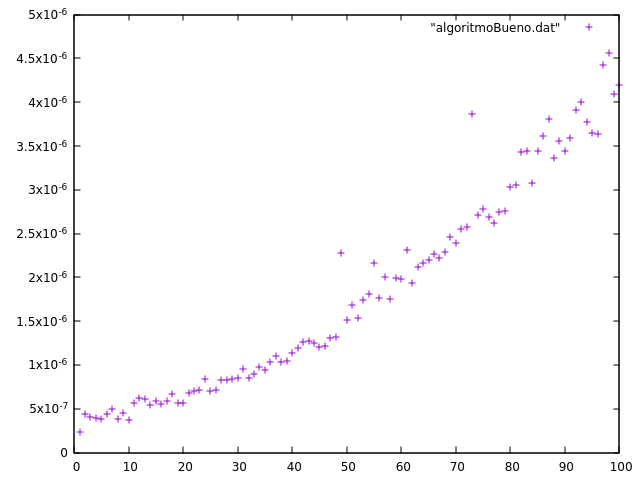 5x10⁻⁶
"algoritmoBueno.dat"
4.5x10⁻⁶
4x10⁻⁶
3.5x10⁻⁶
3x10⁻⁶
2.5x10⁻⁶
2x10⁻⁶
1.5x10⁻⁶
1x10⁻⁶
5x10⁻⁷
0
0 10 20 30 40 50 60 70 80 90 100